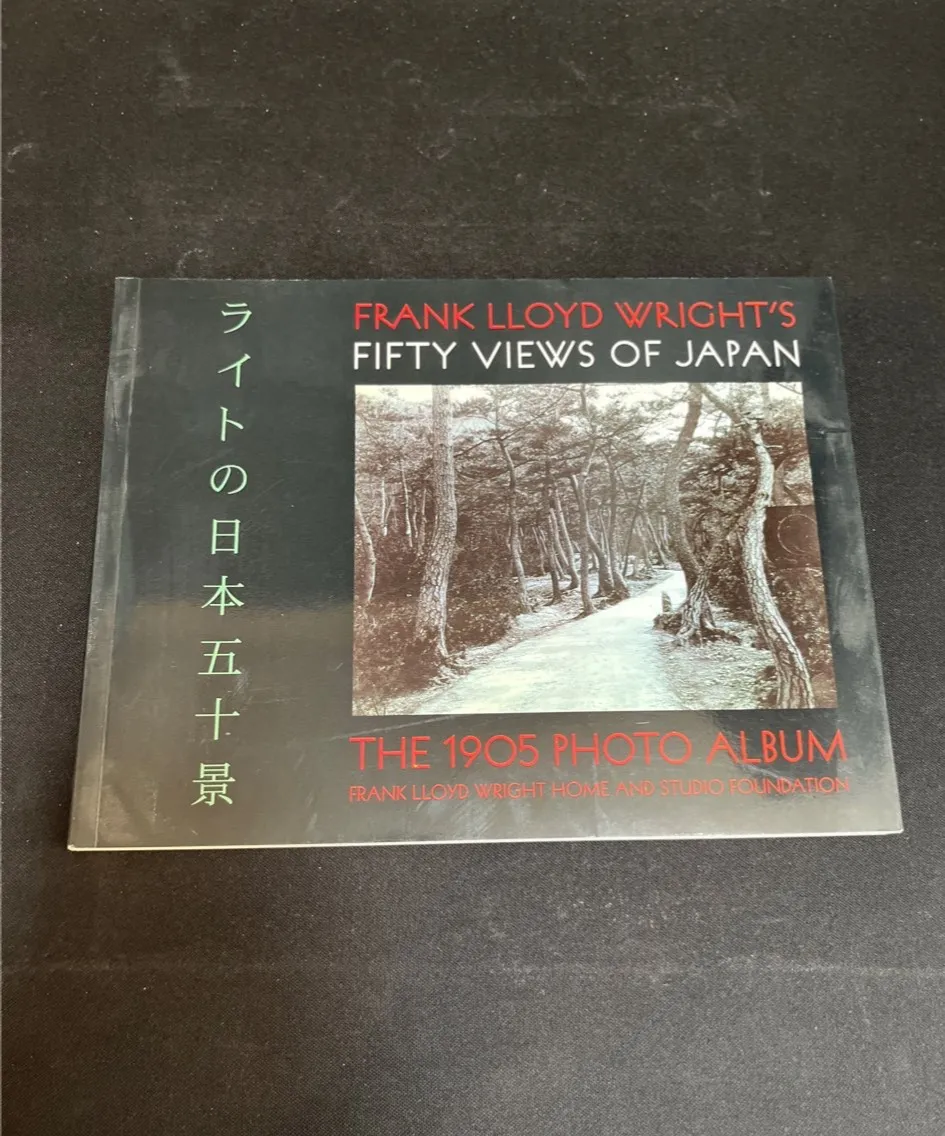 ライトの日本五十景
FRANK LLOYD WRIGHT'S
FIFTY VIEWS OF JAPAN
THE 1905 PHOTO ALBUM
FRANK LLOYD WRIGHT HOME AND STUDIO FOUNDATION